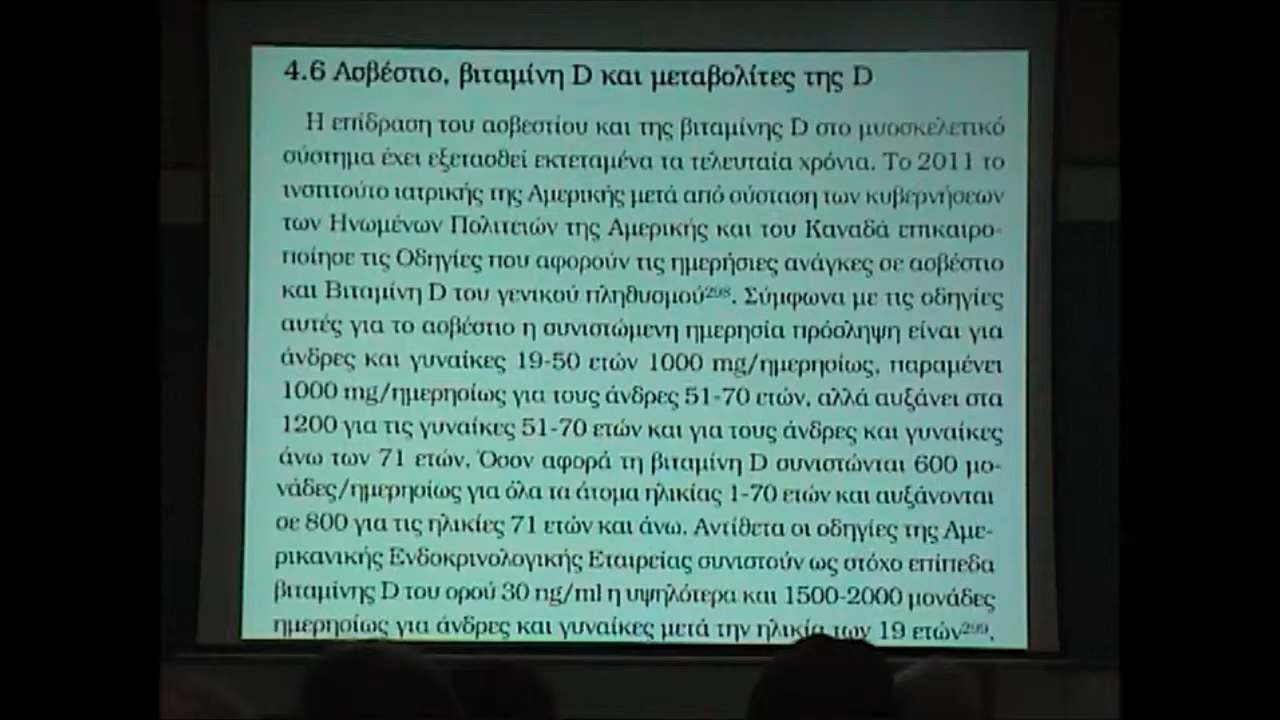 4.6 Ασβέστιο, βιταμίνη D και μεταβολίτες της D
Η επίδραση του ασβεστίου και της βιταμίνης D στο μυοσκελετικό
σύστημα έχει εξετασθεί εκτεταμένα τα τελευταία χρόνια. Το 2011 το
ινστιτούτο ιατρικής της Αμερικής μετά από σύσταση των κυβερνήσεων
των Ηνωμένων Πολιτειών της Αμερικής και του Καναδά επικαιρο-
ποίησε τις Οδηγίες που αφορούν τις ημερήσιες ανάγκες σε ασβέστιο
και Βιταμίνη D του γενικού πληθυσμού²⁹⁸. Σύμφωνα με τις οδηγίες
αυτές για το ασβέστιο η συνιστώμενη ημερησία πρόσληψη είναι για
άνδρες και γυναίκες 19-50 ετών 1000 mg/ημερησίως, παραμένει
1000 mg/ημερησίως για τους άνδρες 51-70 ετών, αλλά αυξάνει στα
1200 για τις γυναίκες 51-70 ετών και για τους άνδρες και γυναίκες
άνω των 71 ετών. Όσον αφορά τη βιταμίνη D συνιστώνται 600 μο-
νάδες/ημερησίως για όλα τα άτομα ηλικίας 1-70 ετών και αυξάνονται
σε 800 για τις ηλικίες 71 ετών και άνω. Αντίθετα οι οδηγίες της Αμε-
ρικανικής Ενδοκρινολογικής Εταιρείας συνιστούν ως στόχο επίπεδα
βιταμίνης D του ορού 30 ng/ml η υψηλότερα και 1500-2000 μονάδες
ημερησίως για άνδρες και γυναίκες μετά την ηλικία των 19 ετών²⁹⁹.